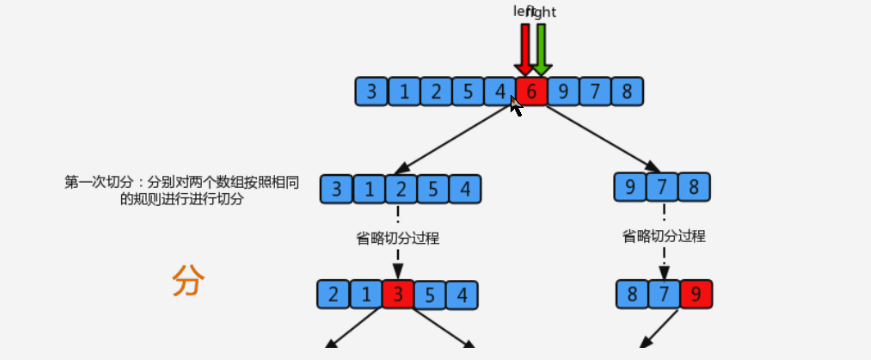 left right
3 1 2 5 4 6 9 7 8
第一次切分：分别对两个数组按照相同
的规则进行进行切分
3 1 2 5 4
9 7 8
省略切分过程
省略切分过程
分
2 1 3 5 4
8 7 9